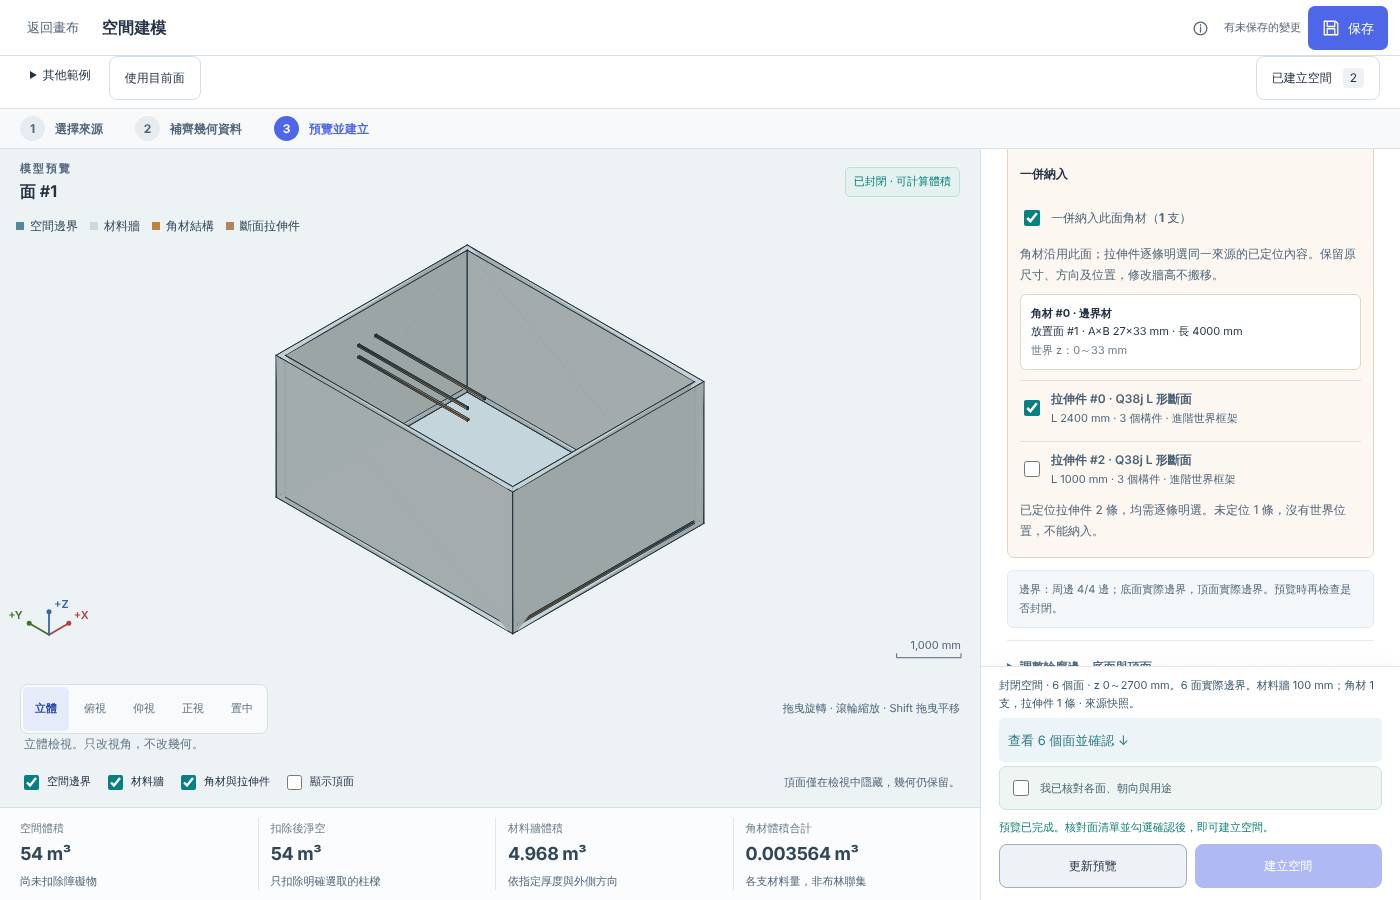 返回畫布
空間建模
有未保存的變更
保存
其他範例
使用目前面
已建立空間 2
1 選擇來源
2 補齊幾何資料
3 預覽並建立
模型預覽
面 #1
已封閉 · 可計算體積
空間邊界
材料牆
角材結構
斷面拉伸件
+Z
+Y
+X
1,000 mm
立體
俯視
仰視
正視
置中
拖曳旋轉 · 滾輪縮放 · Shift 拖曳平移
立體檢視。只改視角，不改幾何。
空間邊界
材料牆
角材與拉伸件
顯示頂面
頂面僅在檢視中隱藏，幾何仍保留。
空間體積
54 m³
尚未扣除障礙物
扣除後淨空
54 m³
只扣除明確選取的柱樑
材料牆體積
4.968 m³
依指定厚度與外側方向
角材體積合計
0.003564 m³
各支材料量，非布林聯集
一併納入
一併納入此面角材（1 支）
角材沿用此面；拉伸件逐條明選同一來源的已定位內容。保留原
尺寸、方向及位置，修改牆高不搬移。
角材 #0 · 邊界材
放置面 #1 · A×B 27×33 mm · 長 4000 mm
世界 z：0～33 mm
拉伸件 #0 · Q38j L 形斷面
L 2400 mm · 3 個構件 · 進階世界框架
拉伸件 #2 · Q38j L 形斷面
L 1000 mm · 3 個構件 · 進階世界框架
已定位拉伸件 2 條，均需逐條明選。未定位 1 條，沒有世界位
置，不能納入。
邊界：周邊 4/4 邊；底面實際邊界，頂面實際邊界。預覽時再檢查是
否封閉。
封閉空間 · 6 個面 · z 0～2700 mm。6 面實際邊界。材料牆 100 mm；角材 1
支，拉伸件 1 條 · 來源快照。
查看 6 個面並確認 ↓
我已核對各面、朝向與用途
預覽已完成。核對面清單並勾選確認後，即可建立空間。
更新預覽
建立空間